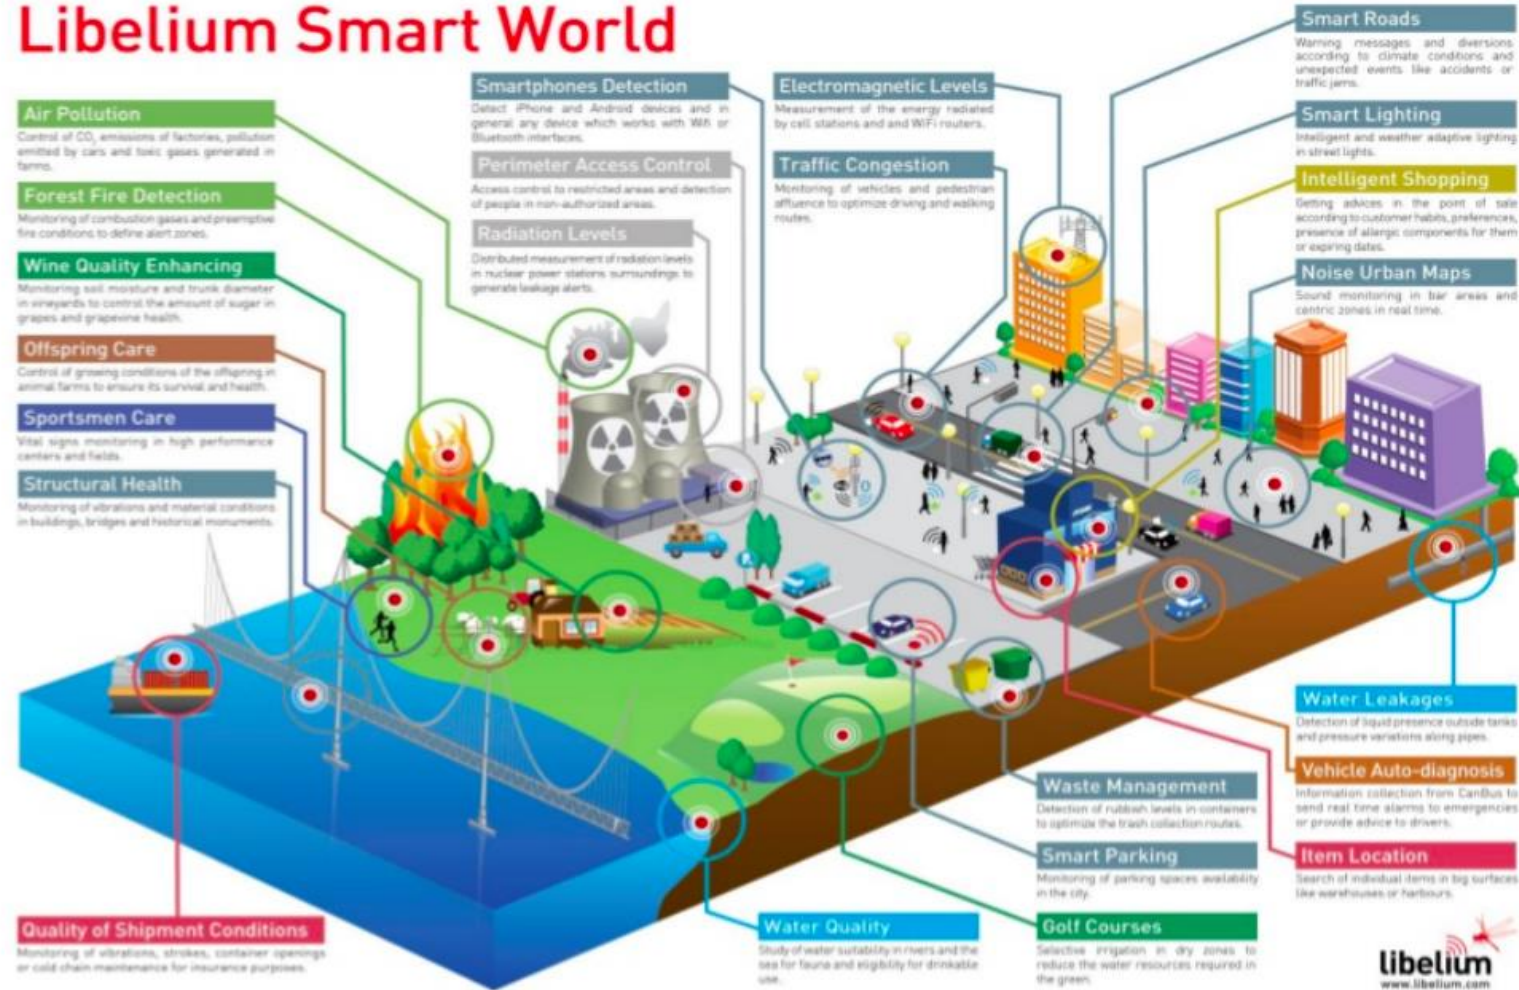 Libelium Smart World
Air Pollution
Control of CO₂ emissions of factories, pollution
emitted by cars and toxic gases generated in
farms.
Forest Fire Detection
Monitoring of combustion gases and preemptive
fire conditions to define alert zones.
Wine Quality Enhancing
Monitoring soil moisture and trunk diameter
in vineyards to control the amount of sugar in
grapes and grapevine health.
Offspring Care
Control of growing conditions of the offspring in
animal farms to ensure its survival and health.
Sportsmen Care
Vital signs monitoring in high performance
centers and fields.
Structural Health
Monitoring of vibrations and material conditions
in buildings, bridges and historical monuments.
Quality of Shipment Conditions
Monitoring of vibrations, strokes, container openings
or cold chain maintenance for insurance purposes.
Smartphones Detection
Detect iPhone and Android devices and in
general any device which works with Wifi or
Bluetooth interfaces.
Perimeter Access Control
Access control to restricted areas and detection
of people in non-authorized areas.
Radiation Levels
Distributed measurement of radiation levels
in nuclear power stations surroundings to
generate leakage alerts.
Electromagnetic Levels
Measurement of the energy radiated
by cell stations and and WiFi routers.
Traffic Congestion
Monitoring of vehicles and pedestrian
affluence to optimize driving and walking
routes.
Smart Roads
Warning messages and diversions
according to climate conditions and
unexpected events like accidents or
traffic jams.
Smart Lighting
Intelligent and weather adaptive lighting
in street lights.
Intelligent Shopping
Getting advices in the point of sale
according to customer habits, preferences,
presence of allergic components for them
or expiring dates.
Noise Urban Maps
Sound monitoring in bar areas and
centric zones in real time.
Water Leakages
Detection of liquid presence outside tanks
and pressure variations along pipes.
Vehicle Auto-diagnosis
Information collection from CanBus to
send real time alarms to emergencies
or provide advice to drivers.
Item Location
Search of individual items in big surfaces
like warehouses or harbours.
Waste Management
Detection of rubbish levels in containers
to optimize the trash collection routes.
Smart Parking
Monitoring of parking spaces availability
in the city.
Golf Courses
Selective irrigation in dry zones to
reduce the water resources required in
the green.
Water Quality
Study of water suitability in rivers and the
sea for fauna and eligibility for drinkable
use.
libelium
www.libelium.com